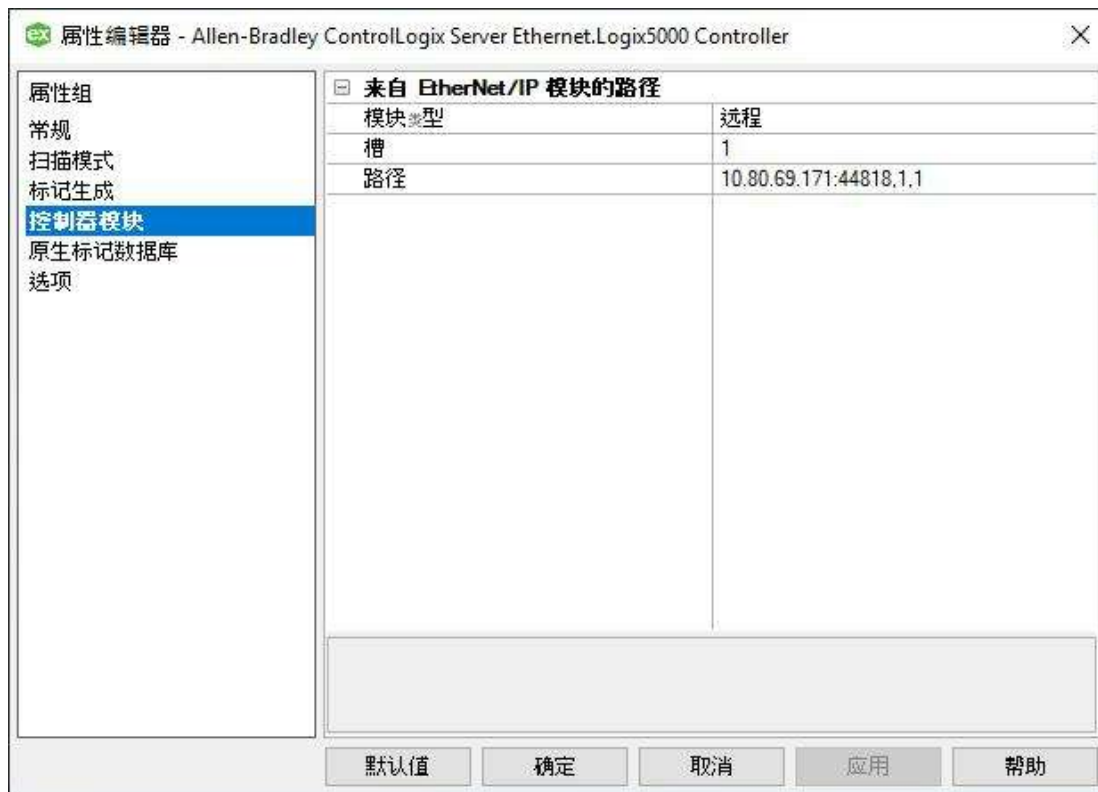 ex 属性编辑器 - Allen-Bradley ControlLogix Server Ethernet.Logix5000 Controller
属性组
常规
扫描模式
标记生成
控制器模块
原生标记数据库
选项
来自 EtherNet/IP 模块的路径
模块类型 远程
槽 1
路径 10.80.69.171:44818,1,1
默认值 确定 取消 应用 帮助